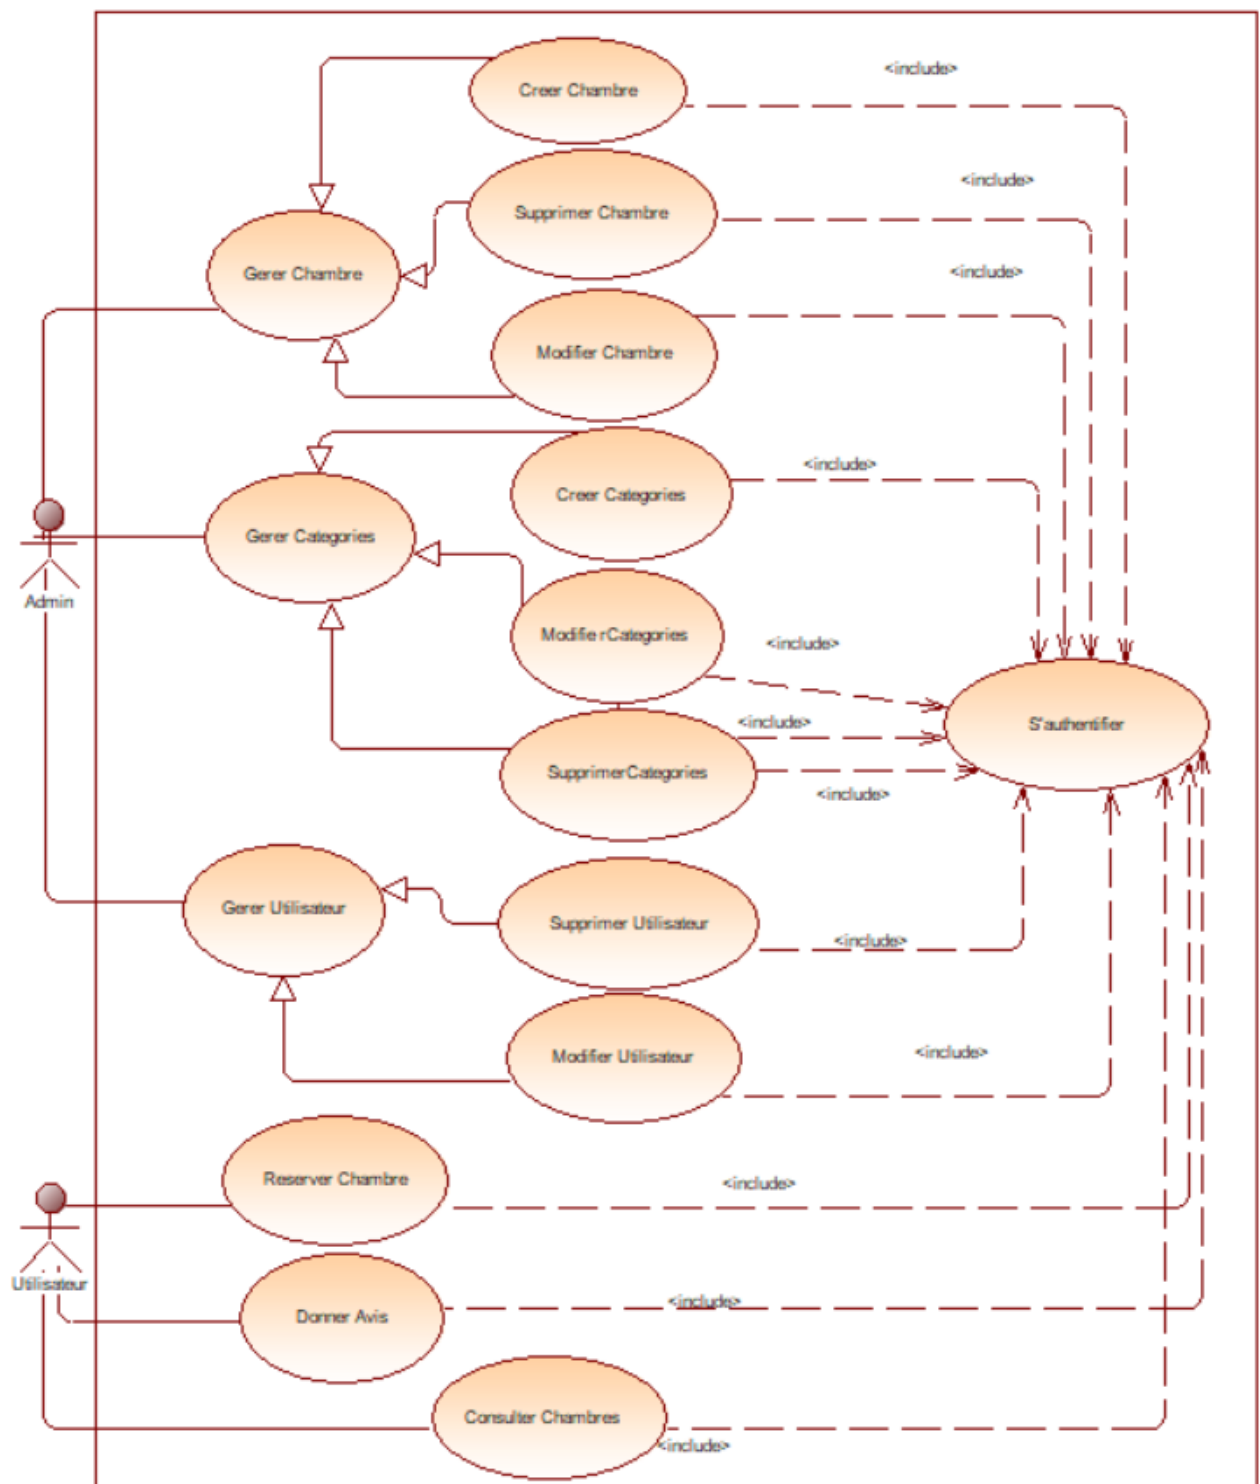 Creer Chambre
<include>
Supprimer Chambre
<include>
Gerer Chambre
<include>
Modifier Chambre
<include>
Creer Categories
Gerer Categories
Admin
ModifierCategories
<include>
S'authentifier
<include>
SupprimerCategories
<include>
Gerer Utilisateur
Supprimer Utilisateur
<include>
Modifier Utilisateur
<include>
Reserver Chambre
<include>
Utilisateur
Donner Avis
<include>
Consulter Chambres
<include>